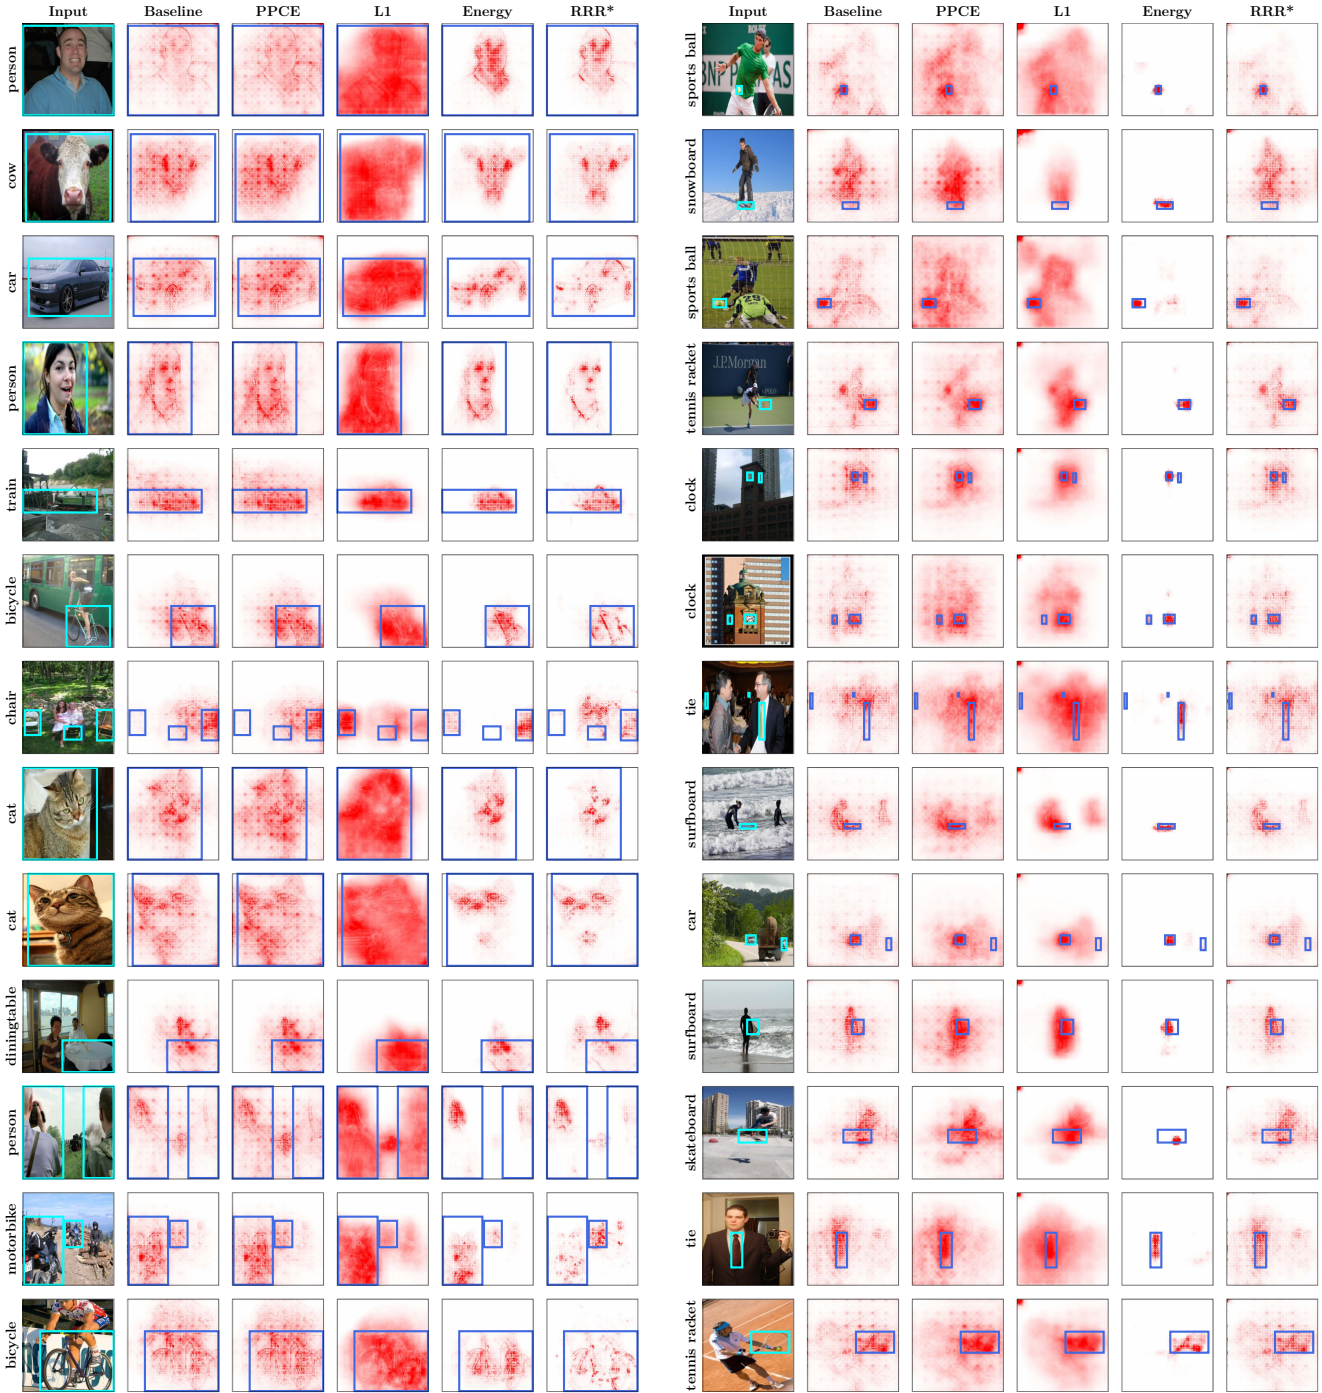 Input Baseline PPCE L1 Energy RRR*
person
cow
car
person
train
bicycle
chair
cat
cat
diningtable
person
motorbike
bicycle
Input Baseline PPCE L1 Energy RRR*
sports ball
snowboard
sports ball
29
tennis racket
J.P.Morgan
clock
clock
tie
surfboard
car
surfboard
skateboard
tie
tennis racket